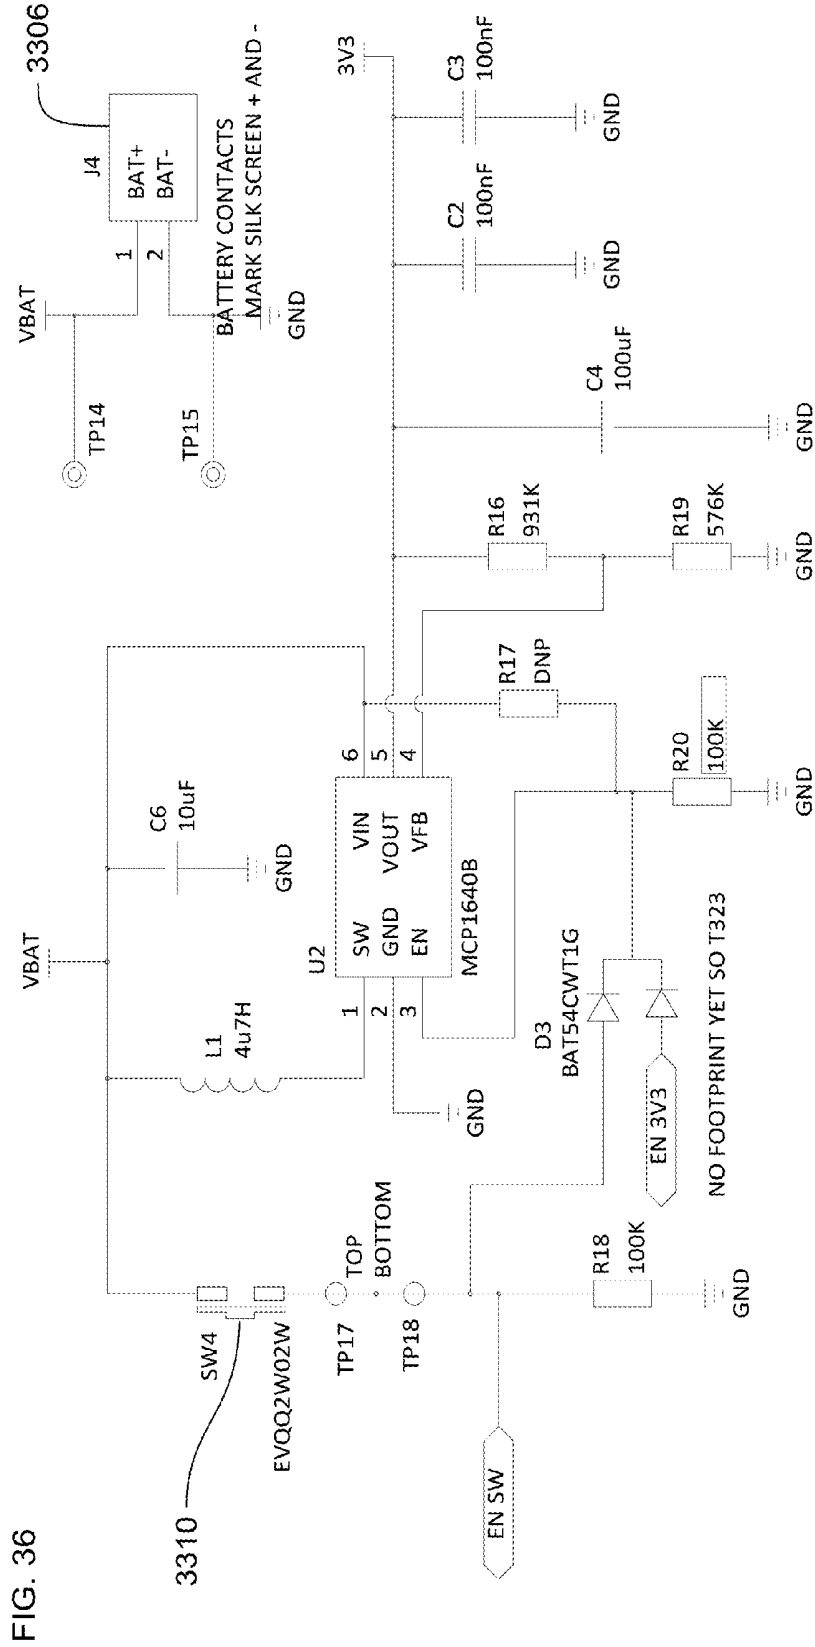 FIG. 36
3310
SW4
EVQQ2W02W
TP17
TOP
BOTTOM
TP18
EN SW
R18
100K
GND
VBAT
L1
4u7H
C6
10uF
GND
U2
1
2
3
SW
GND
EN
VIN
VOUT
VFB
6
5
4
MCP1640B
GND
D3
BAT54CWT1G
EN 3V3
NO FOOTPRINT YET SO T323
R17
DNP
R20
100K
GND
R16
931K
R19
576K
GND
C4
100uF
GND
C2
100nF
GND
C3
100nF
GND
3V3
3306
J4
BAT+
BAT-
1
2
VBAT
TP14
TP15
BATTERY CONTACTS
MARK SILK SCREEN + AND -
GND